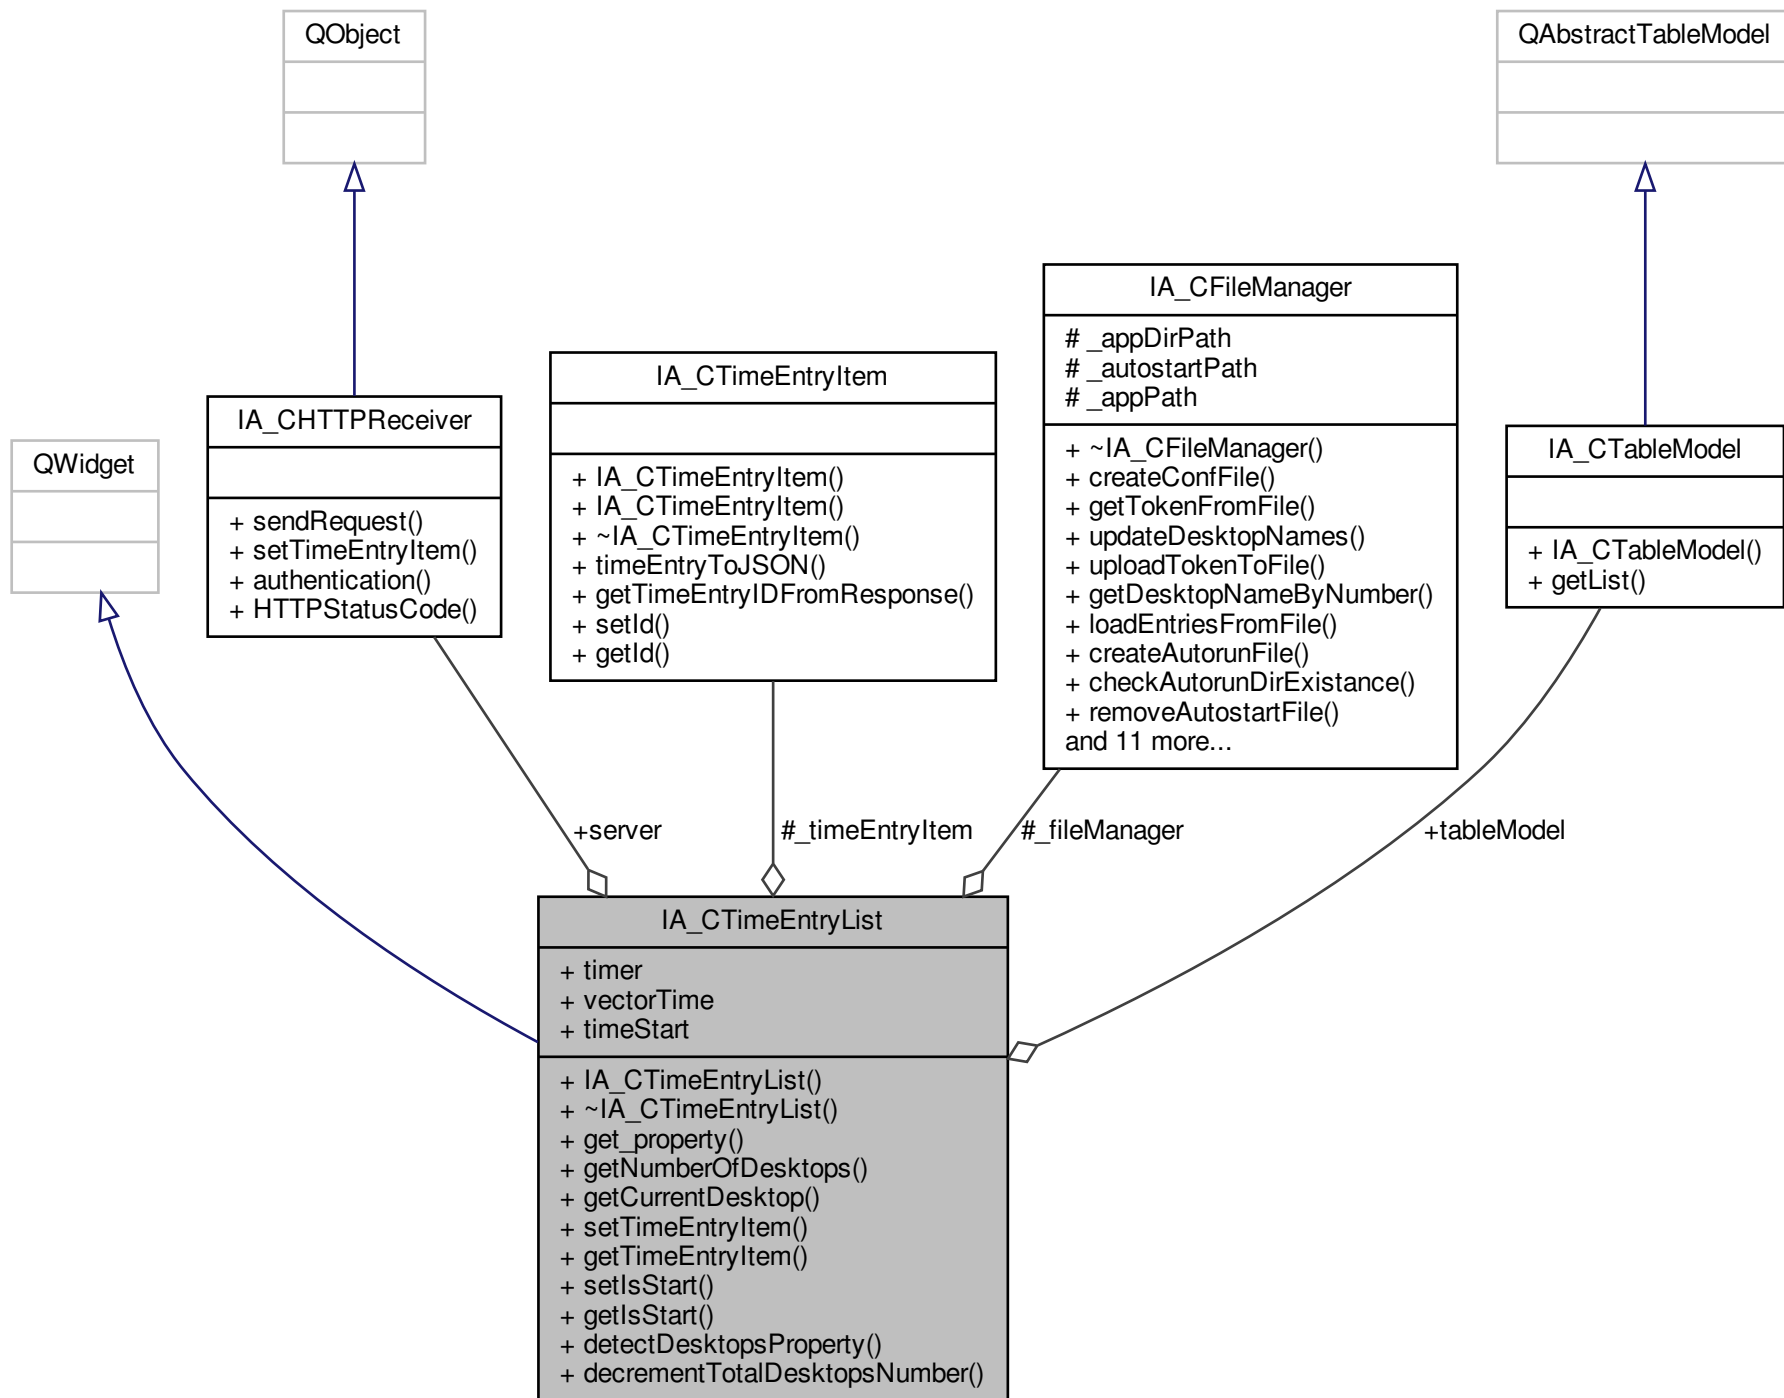 QObject
QAbstractTableModel
IA_CFileManager
# _appDirPath
# _autostartPath
# _appPath
+ ~IA_CFileManager()
+ createConfFile()
+ getTokenFromFile()
+ updateDesktopNames()
+ uploadTokenToFile()
+ getDesktopNameByNumber()
+ loadEntriesFromFile()
+ createAutorunFile()
+ checkAutorunDirExistance()
+ removeAutostartFile()
and 11 more...
IA_CTimeEntryItem
+ IA_CTimeEntryItem()
+ IA_CTimeEntryItem()
+ ~IA_CTimeEntryItem()
+ timeEntryToJSON()
+ getTimeEntryIDFromResponse()
+ setId()
+ getId()
IA_CHTTPReceiver
+ sendRequest()
+ setTimeEntryItem()
+ authentication()
+ HTTPStatusCode()
QWidget
IA_CTableModel
+ IA_CTableModel()
+ getList()
+server
#_timeEntryItem
#_fileManager
+tableModel
IA_CTimeEntryList
+ timer
+ vectorTime
+ timeStart
+ IA_CTimeEntryList()
+ ~IA_CTimeEntryList()
+ get_property()
+ getNumberOfDesktops()
+ getCurrentDesktop()
+ setTimeEntryItem()
+ getTimeEntryItem()
+ setIsStart()
+ getIsStart()
+ detectDesktopsProperty()
+ decrementTotalDesktopsNumber()